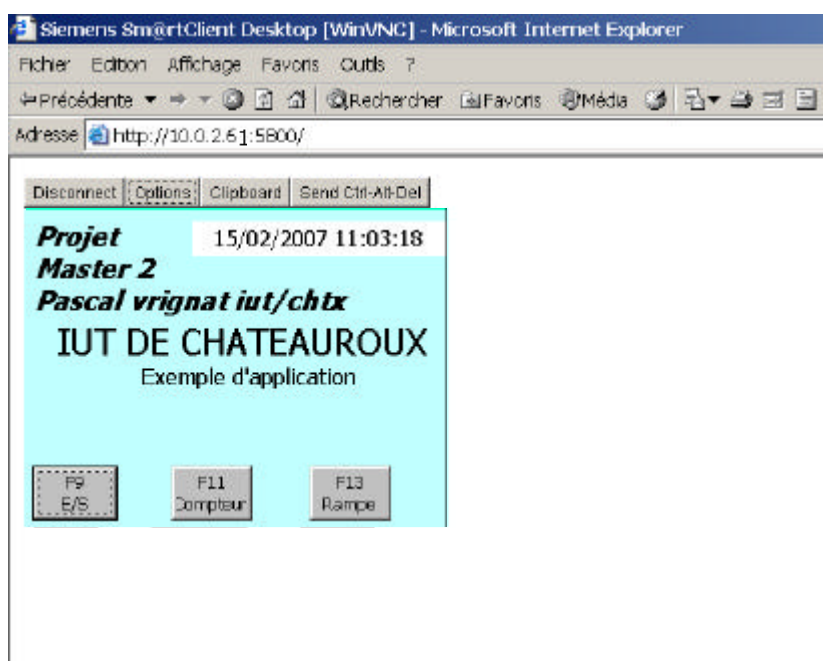 Siemens Sm@rtClient Desktop [WinVNC] - Microsoft Internet Explorer
Fichier Edition Affichage Favoris Outils ?
Précédente Rechercher Favoris Média
Adresse http://10.0.2.61:5800/
Disconnect Options Clipboard Send Ctrl-Alt-Del
Projet 15/02/2007 11:03:18
Master 2
Pascal vrignat iut/chtx
IUT DE CHATEAUROUX
Exemple d'application
F9 F11 F13
E/S Compteur Rampe